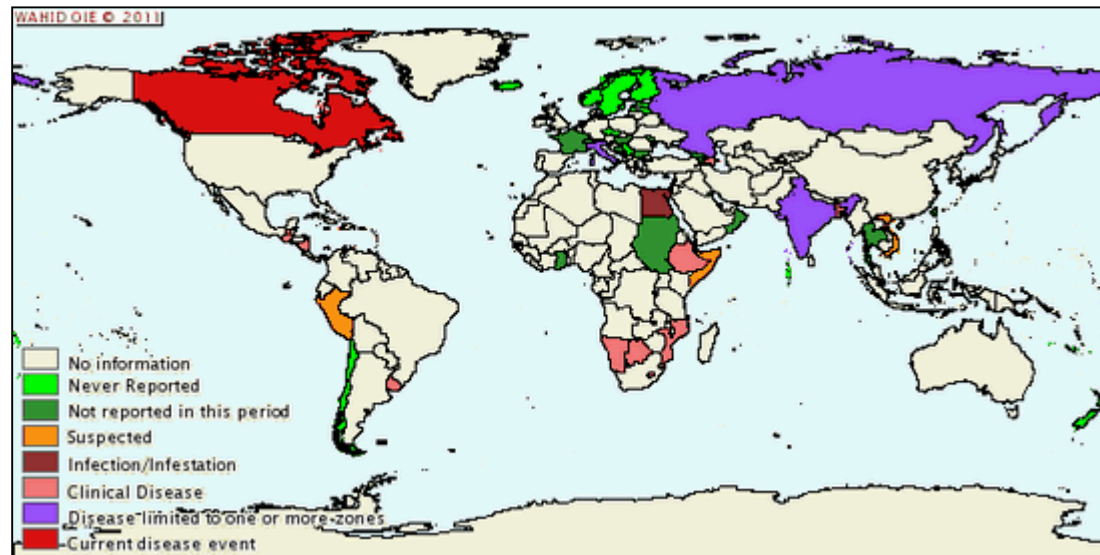 WAHID OIE © 2011
No information
Never Reported
Not reported in this period
Suspected
Infection/Infestation
Clinical Disease
Disease limited to one or more-zones
Current disease event